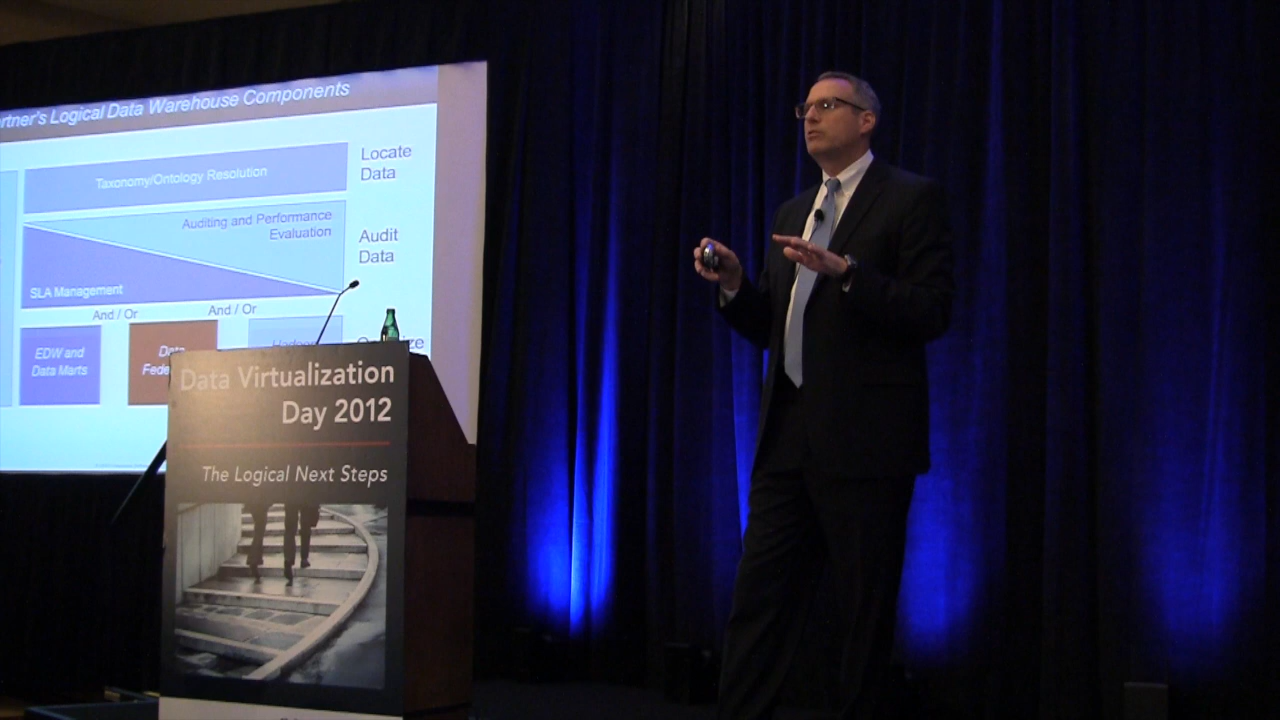 rtner's Logical Data Warehouse Components
Taxonomy/Ontology Resolution
Locate
Data
Auditing and Performance
Evaluation
Audit
Data
SLA Management
And / Or
And / Or
EDW and
Data Marts
Data Virtualization
Day 2012
The Logical Next Steps